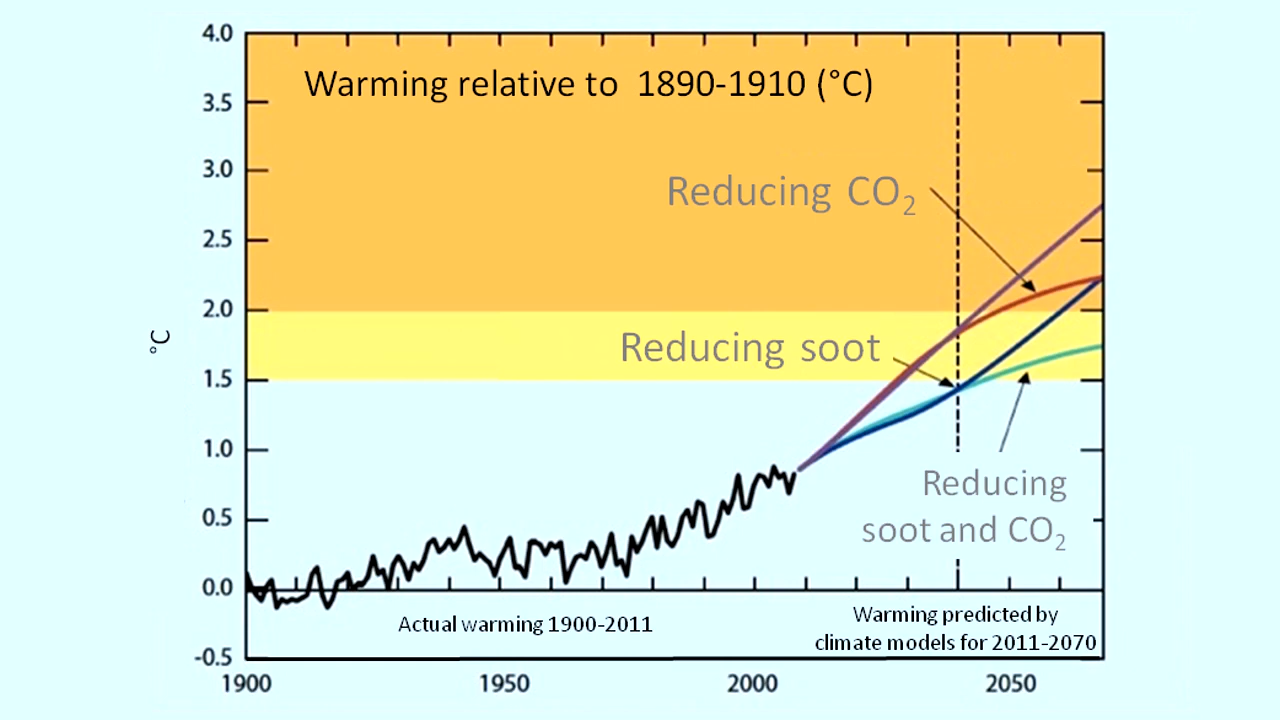 Warming relative to 1890-1910 (°C)
4.0
3.5
3.0
2.5
2.0
1.5
1.0
0.5
0.0
-0.5
°C
Reducing CO₂
Reducing soot
Reducing
soot and CO₂
Actual warming 1900-2011
Warming predicted by
climate models for 2011-2070
1900
1950
2000
2050